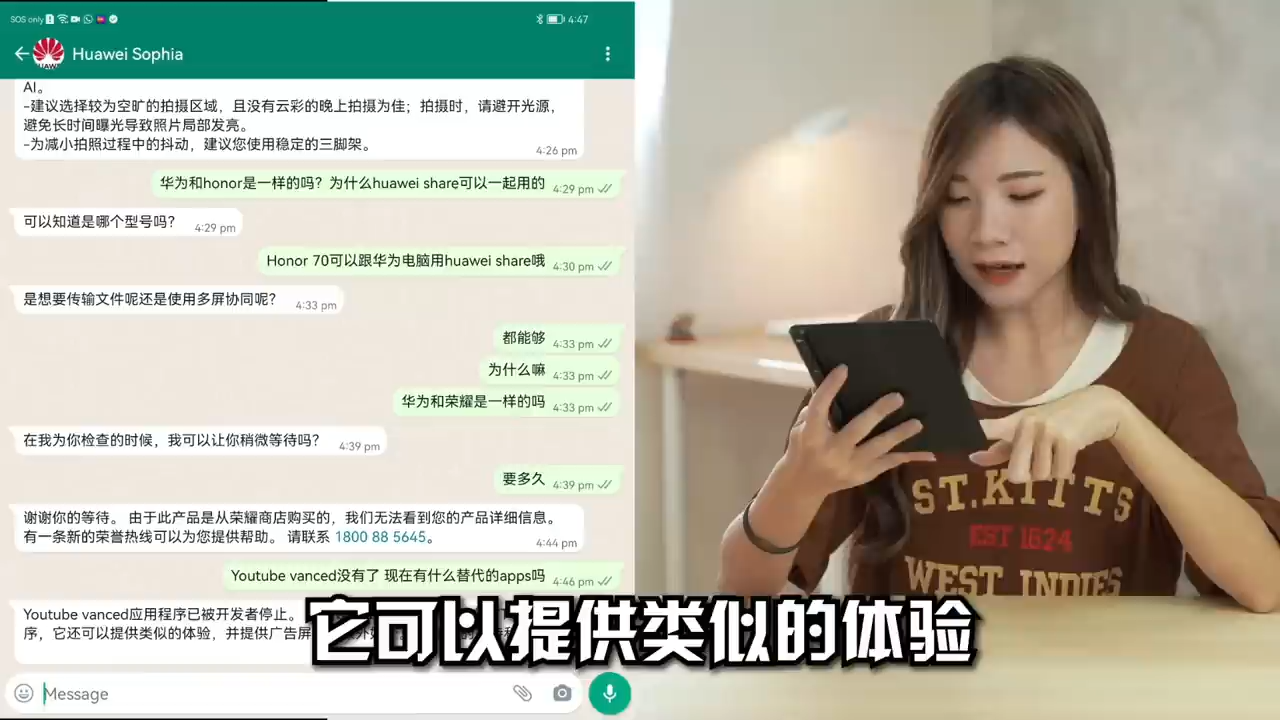 SOS only
4:47
HUAWEI
Huawei Sophia
AI。
-建议选择较为空旷的拍摄区域，且没有云彩的晚上拍摄为佳；拍摄时，请避开光源，
避免长时间曝光导致照片局部发亮。
-为减小拍照过程中的抖动，建议您使用稳定的三脚架。
4:26 pm
华为和honor是一样的吗？为什么huawei share可以一起用的
4:29 pm
可以知道是哪个型号吗？
4:29 pm
Honor 70可以跟华为电脑用huawei share哦
4:30 pm
是想要传输文件呢还是使用多屏协同呢？
4:33 pm
都能够
4:33 pm
为什么嘛
4:33 pm
华为和荣耀是一样的吗
4:33 pm
在我为你检查的时候，我可以让你稍微等待吗？
4:39 pm
要多久
4:39 pm
谢谢你的等待。 由于此产品是从荣耀商店购买的，我们无法看到您的产品详细信息。
有一条新的荣誉热线可以为您提供帮助。 请联系 1800 88 5645。
4:44 pm
Youtube vanced没有了 现在有什么替代的apps吗
4:46 pm
Youtube vanced应用程序已被开发者停止。
序，它还可以提供类似的体验，并提供广告屏
Message
ST.KITTS
EST 1624
WEST INDIES
它可以提供类似的体验